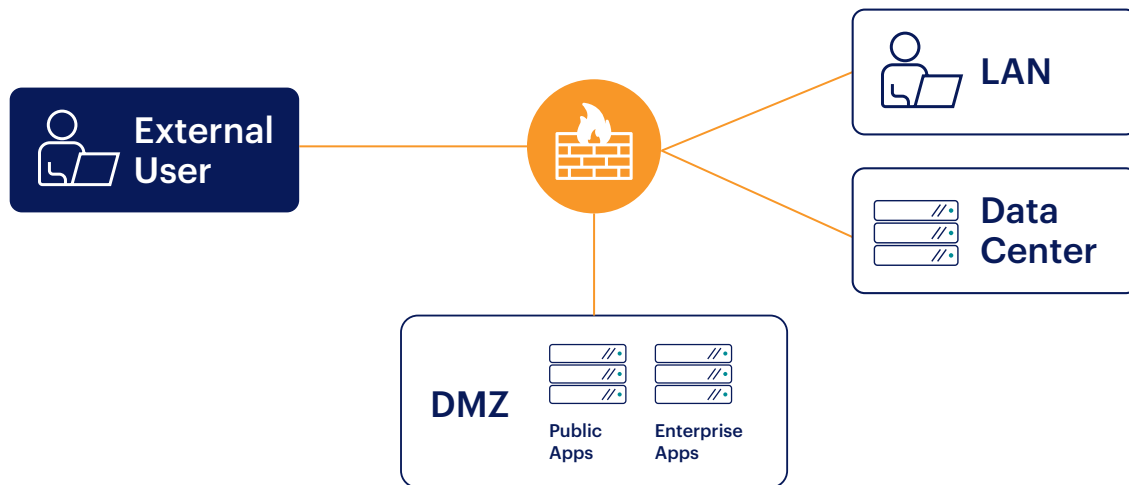 External
User
LAN
Data
Center
DMZ
Public
Apps
Enterprise
Apps